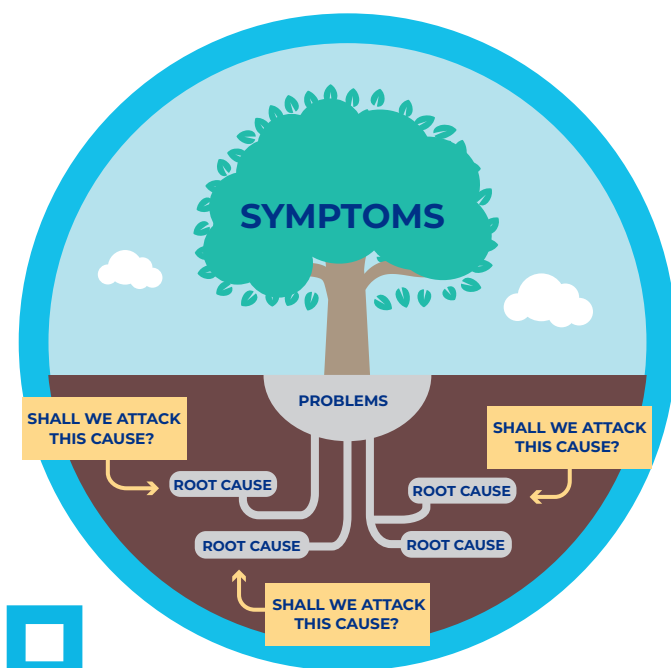 SYMPTOMS
PROBLEMS
SHALL WE ATTACK
THIS CAUSE?
SHALL WE ATTACK
THIS CAUSE?
ROOT CAUSE
ROOT CAUSE
ROOT CAUSE
ROOT CAUSE
SHALL WE ATTACK
THIS CAUSE?